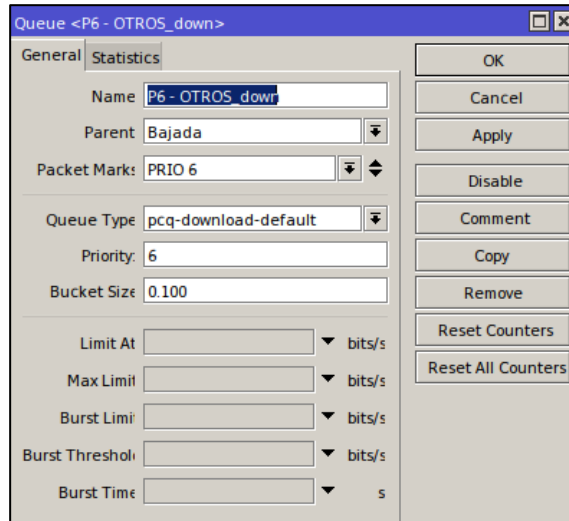 Queue <P6 - OTROS_down>
General Statistics
OK
Name P6 - OTROS_down
Cancel
Parent Bajada
Apply
Packet Marks PRIO 6
Disable
Queue Type pcq-download-default
Comment
Priority: 6
Copy
Bucket Size 0.100
Remove
Limit At bits/s
Reset Counters
Max Limit bits/s
Reset All Counters
Burst Limit bits/s
Burst Threshold bits/s
Burst Time s